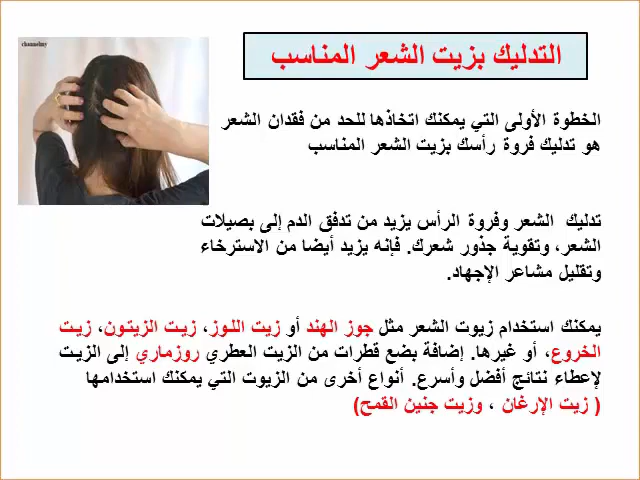 channelmy
التدليك بزيت الشعر المناسب
الخطوة الأولى التي يمكنك اتخاذها للحد من فقدان الشعر
هو تدليك فروة رأسك بزيت الشعر المناسب
تدليك الشعر وفروة الرأس يزيد من تدفق الدم إلى بصيلات
الشعر، وتقوية جذور شعرك. فإنه يزيد أيضا من الاسترخاء
وتقليل مشاعر الإجهاد.
يمكنك استخدام زيوت الشعر مثل جوز الهند أو زيت اللوز، زيت الزيتون، زيت
الخروع، أو غيرها. إضافة بضع قطرات من الزيت العطري روزماري إلى الزيت
لإعطاء نتائج أفضل وأسرع. أنواع أخرى من الزيوت التي يمكنك استخدامها
( زيت الإرغان ، وزيت جنين القمح)